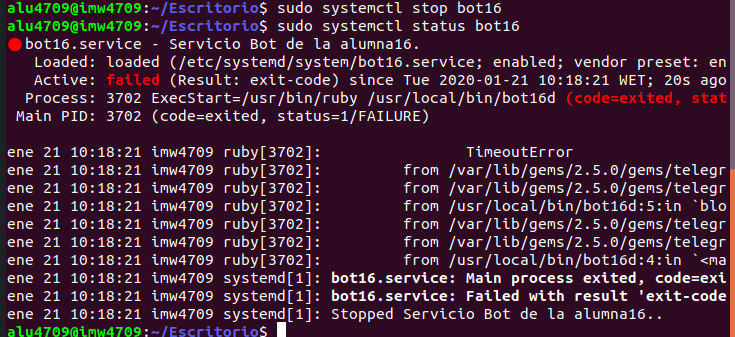 alu4709@imw4709:~/Escritorio$ sudo systemctl stop bot16
alu4709@imw4709:~/Escritorio$ sudo systemctl status bot16
● bot16.service - Servicio Bot de la alumna16.
   Loaded: loaded (/etc/systemd/system/bot16.service; enabled; vendor preset: en
   Active: failed (Result: exit-code) since Tue 2020-01-21 10:18:21 WET; 20s ago
  Process: 3702 ExecStart=/usr/bin/ruby /usr/local/bin/bot16d (code=exited, stat
 Main PID: 3702 (code=exited, status=1/FAILURE)
ene 21 10:18:21 imw4709 ruby[3702]:                 TimeoutError
ene 21 10:18:21 imw4709 ruby[3702]:         from /var/lib/gems/2.5.0/gems/telegr
ene 21 10:18:21 imw4709 ruby[3702]:         from /var/lib/gems/2.5.0/gems/telegr
ene 21 10:18:21 imw4709 ruby[3702]:         from /usr/local/bin/bot16d:5:in `blo
ene 21 10:18:21 imw4709 ruby[3702]:         from /var/lib/gems/2.5.0/gems/telegr
ene 21 10:18:21 imw4709 ruby[3702]:         from /var/lib/gems/2.5.0/gems/telegr
ene 21 10:18:21 imw4709 ruby[3702]:         from /usr/local/bin/bot16d:4:in `<ma
ene 21 10:18:21 imw4709 systemd[1]: bot16.service: Main process exited, code=exi
ene 21 10:18:21 imw4709 systemd[1]: bot16.service: Failed with result 'exit-code
ene 21 10:18:21 imw4709 systemd[1]: Stopped Servicio Bot de la alumna16..
alu4709@imw4709:~/Escritorio$